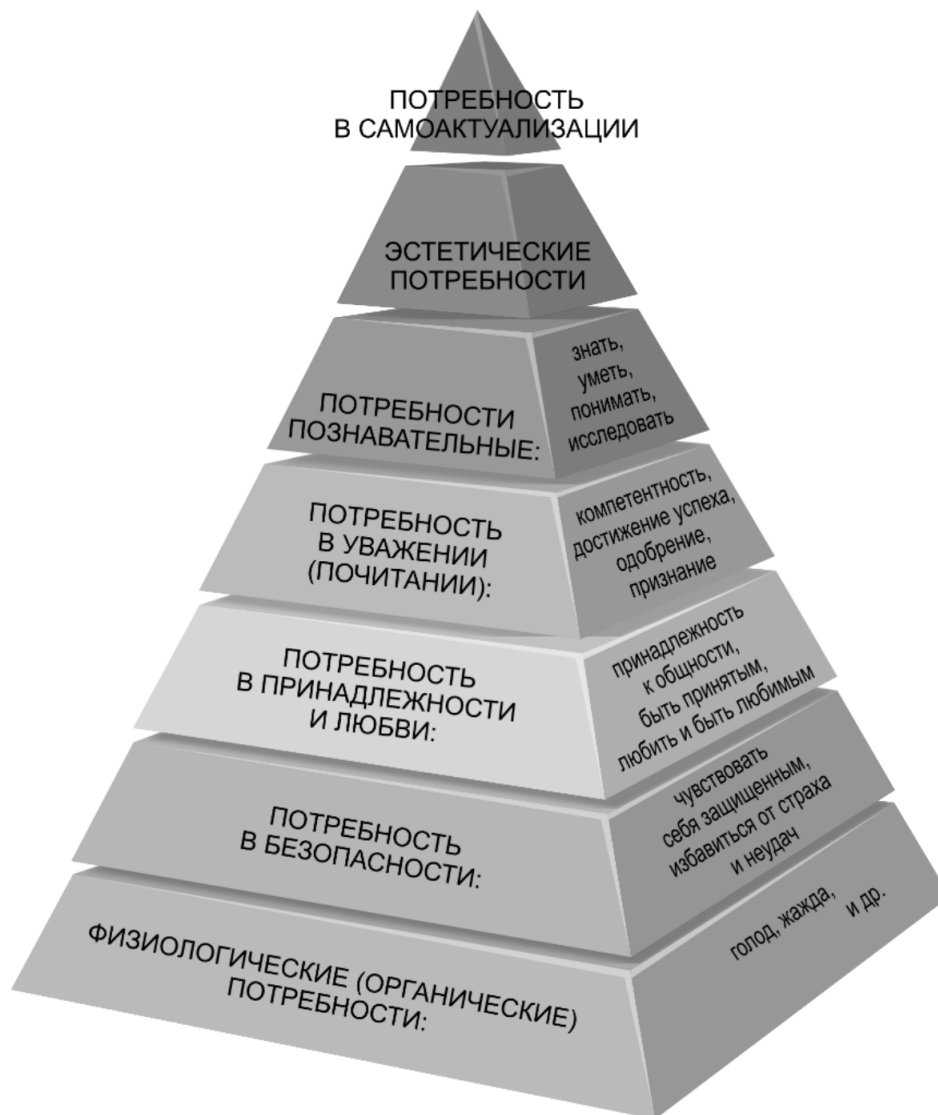 ПОТРЕБНОСТЬ
В САМОАКТУАЛИЗАЦИИ
ЭСТЕТИЧЕСКИЕ
ПОТРЕБНОСТИ
ПОТРЕБНОСТИ
ПОЗНАВАТЕЛЬНЫЕ:
знать,
уметь,
понимать,
исследовать
ПОТРЕБНОСТЬ
В УВАЖЕНИИ
(ПОЧИТАНИИ):
компетентность,
достижение успеха,
одобрение,
признание
ПОТРЕБНОСТЬ
В ПРИНАДЛЕЖНОСТИ
И ЛЮБВИ:
принадлежность
к общности,
быть принятым,
любить и быть любимым
ПОТРЕБНОСТЬ
В БЕЗОПАСНОСТИ:
чувствовать
себя защищенным,
избавиться от страха
и неудач
ФИЗИОЛОГИЧЕСКИЕ (ОРГАНИЧЕСКИЕ)
ПОТРЕБНОСТИ:
голод, жажда,
и др.